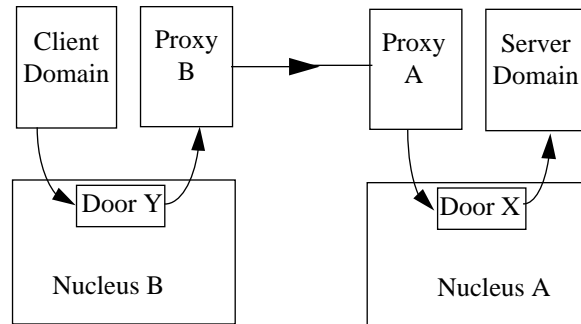 Client
Domain
Proxy
B
Proxy
A
Server
Domain
Door Y
Door X
Nucleus B
Nucleus A